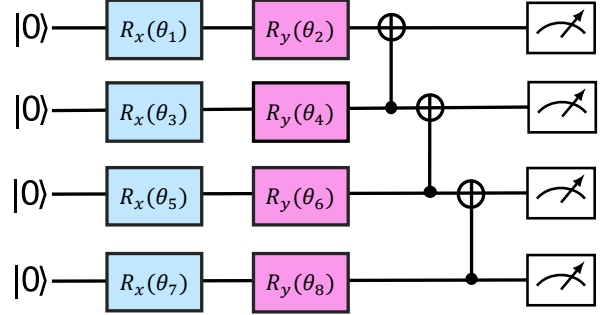 |0⟩ R_x(θ_1) R_y(θ_2)
|0⟩ R_x(θ_3) R_y(θ_4)
|0⟩ R_x(θ_5) R_y(θ_6)
|0⟩ R_x(θ_7) R_y(θ_8)